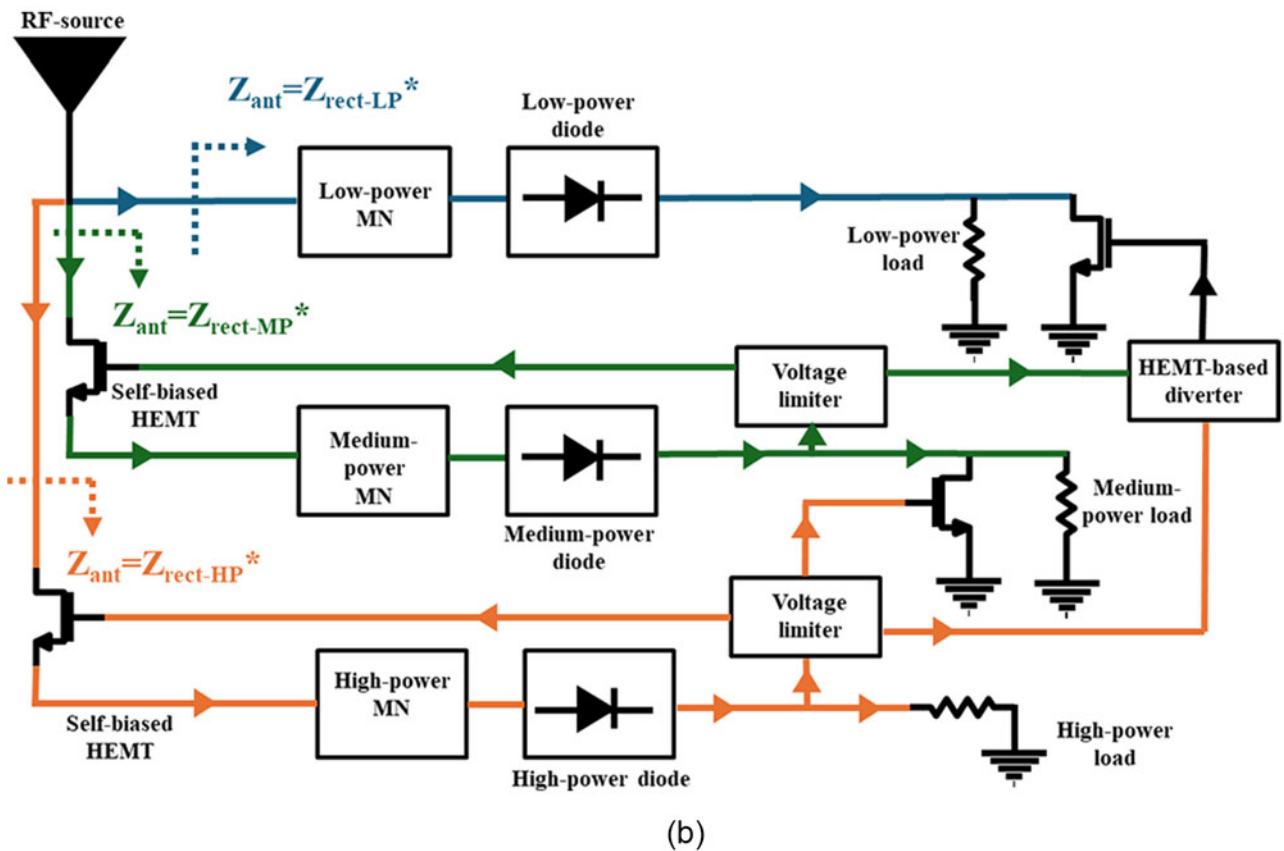 RF-source
Zant=Zrect-LP*
Low-power
diode
Low-power
MN
Low-power
load
Zant=Zrect-MP*
Self-biased
HEMT
Voltage
limiter
HEMT-based
diverter
Medium-
power
MN
Medium-power
diode
Medium-
power load
Zant=Zrect-HP*
Voltage
limiter
Self-biased
HEMT
High-power
MN
High-power diode
High-power
load
(b)